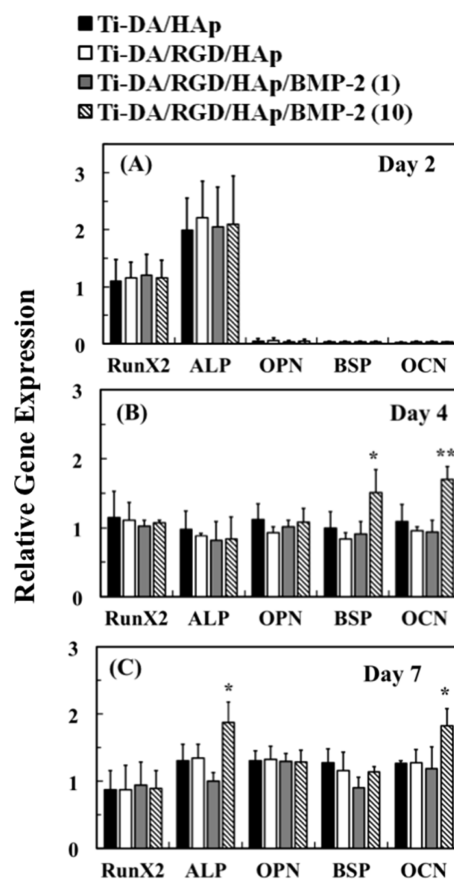 Ti-DA/HAp
Ti-DA/RGD/HAp
Ti-DA/RGD/HAp/BMP-2 (1)
Ti-DA/RGD/HAp/BMP-2 (10)
Relative Gene Expression
(A) Day 2
3
2
1
0
RunX2 ALP OPN BSP OCN
(B) Day 4
3
2
1
0
* **
RunX2 ALP OPN BSP OCN
(C) Day 7
3
2
1
0
* *
RunX2 ALP OPN BSP OCN